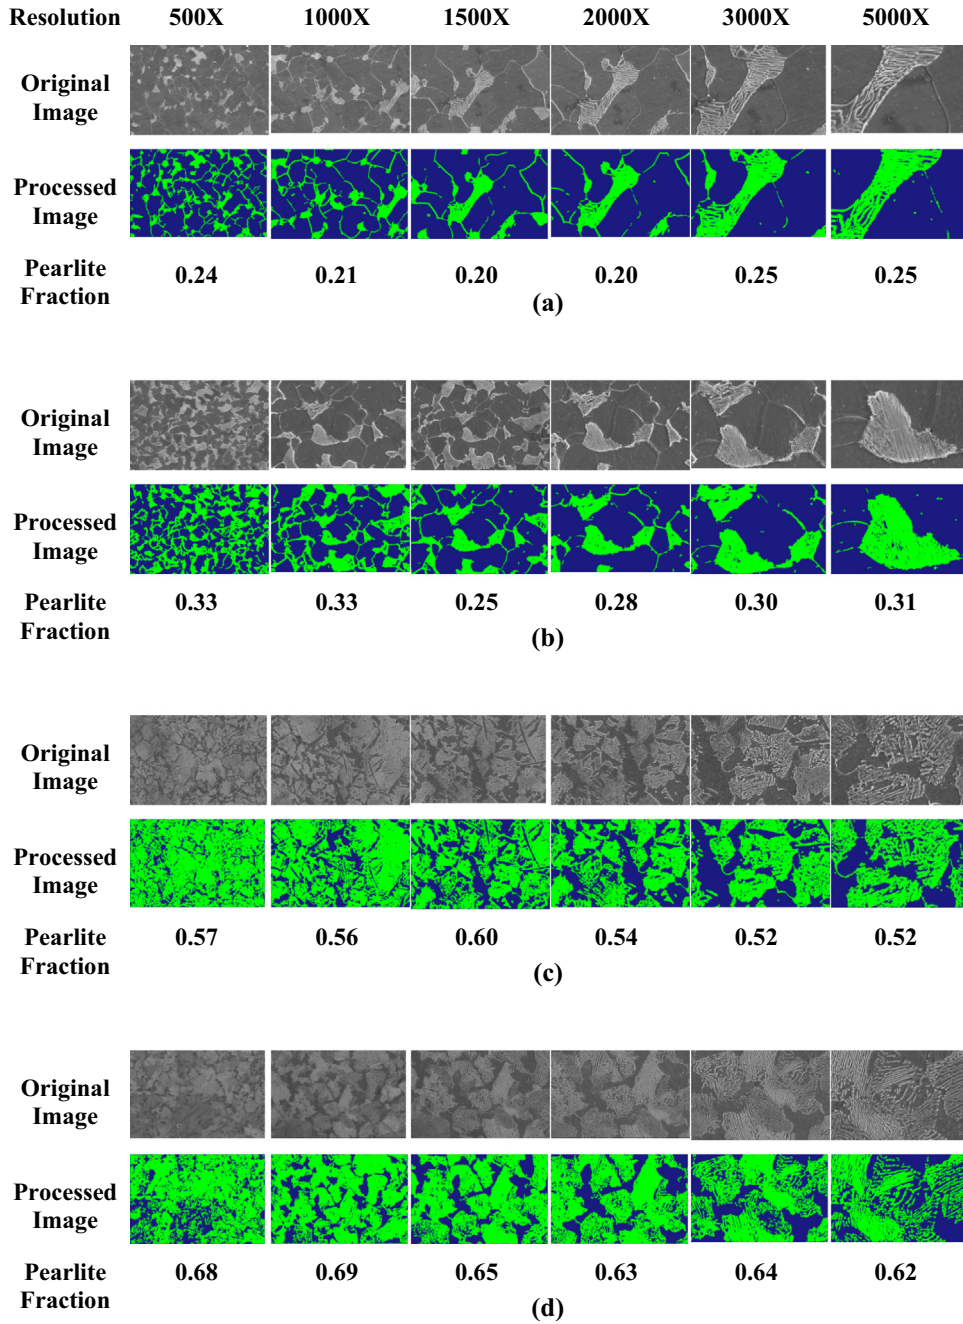 Resolution 500X 1000X 1500X 2000X 3000X 5000X
Original
Image
Processed
Image
Pearlite
Fraction
0.24 0.21 0.20 0.20 0.25 0.25
(a)
Original
Image
Processed
Image
Pearlite
Fraction
0.33 0.33 0.25 0.28 0.30 0.31
(b)
Original
Image
Processed
Image
Pearlite
Fraction
0.57 0.56 0.60 0.54 0.52 0.52
(c)
Original
Image
Processed
Image
Pearlite
Fraction
0.68 0.69 0.65 0.63 0.64 0.62
(d)